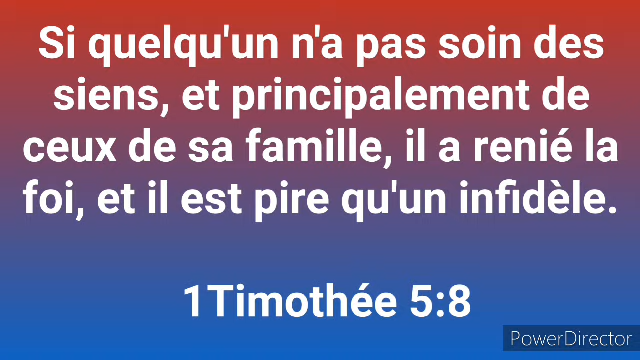 Si quelqu'un n'a pas soin des
siens, et principalement de
ceux de sa famille, il a renié la
foi, et il est pire qu'un infidèle.
1Timothée 5:8
PowerDirector